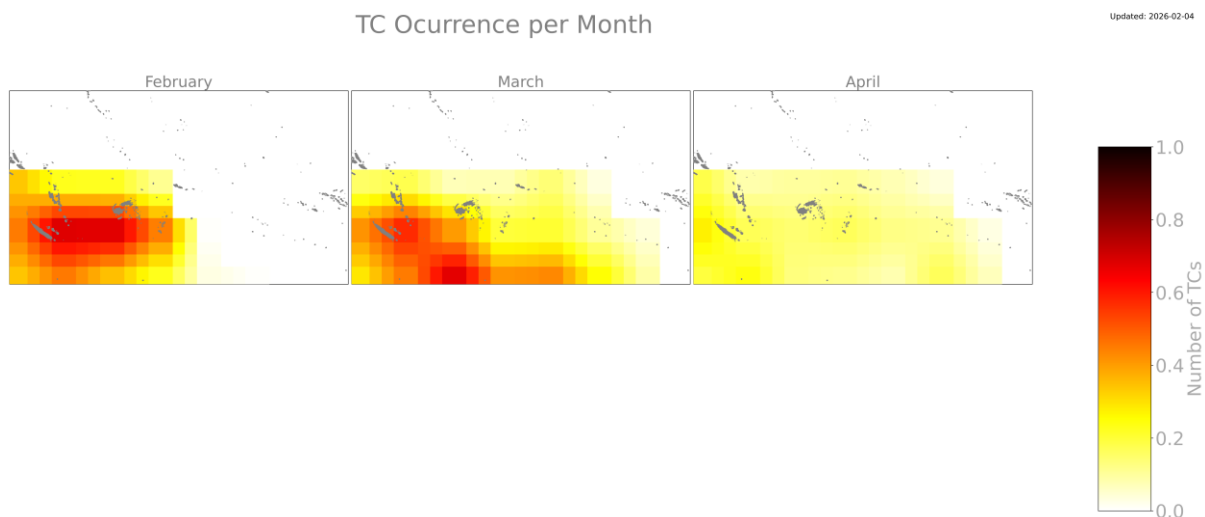 TC Ocurrence per Month
Updated: 2026-02-04
February
March
April
1.0
0.8
0.6
0.4
0.2
0.0
Number of TCs